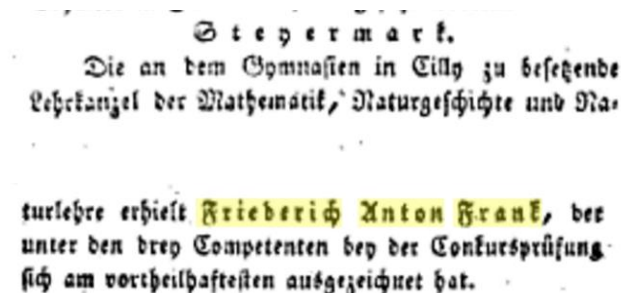 Steyermark.
Die an dem Gymnasien in Cilly zu besetzende
Lehrkanzel der Mathematik, Naturgeschichte und Na-
turlehre erhielt Friederich Anton Frank, der
unter den drey Competenten bey der Conkursprüfung
sich am vortheilhaftesten ausgezeichnet hat.